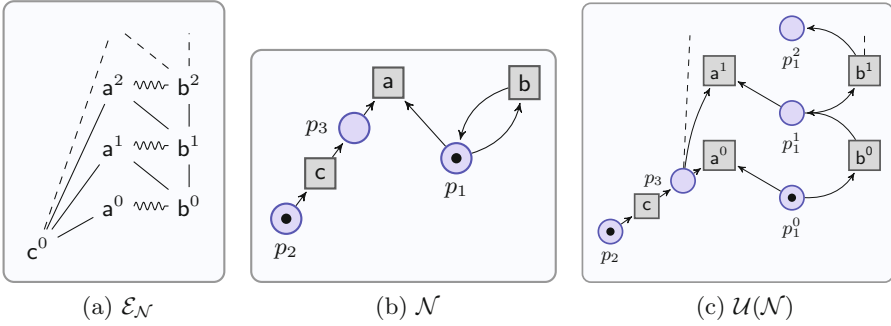 a² b²
a¹ b¹
a⁰ b⁰
c⁰
(a) ℰ_𝒩
a b
p₃
c
p₁
p₂
(b) 𝒩
p₁²
a¹ b¹
p₁¹
a⁰ b⁰
p₃
c
p₁⁰
p₂
(c) 𝒰(𝒩)